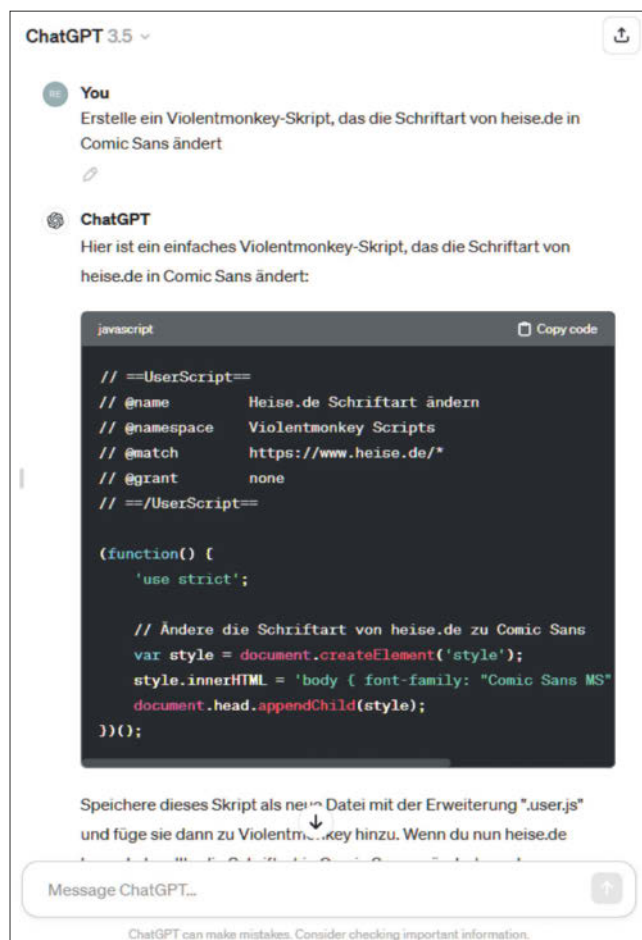 ChatGPT 3.5
RE
You
Erstelle ein Violentmonkey-Skript, das die Schriftart von heise.de in
Comic Sans ändert
ChatGPT
Hier ist ein einfaches Violentmonkey-Skript, das die Schriftart von
heise.de in Comic Sans ändert:
javascript Copy code
// ==UserScript==
// @name Heise.de Schriftart ändern
// @namespace Violentmonkey Scripts
// @match https://www.heise.de/*
// @grant none
// ==/UserScript==
(function() {
'use strict';
// Ändere die Schriftart von heise.de zu Comic Sans
var style = document.createElement('style');
style.innerHTML = 'body { font-family: "Comic Sans MS"
document.head.appendChild(style);
})();
Speichere dieses Skript als neue Datei mit der Erweiterung ".user.js"
und füge sie dann zu Violentmonkey hinzu. Wenn du nun heise.de
Message ChatGPT...
ChatGPT can make mistakes. Consider checking important information.